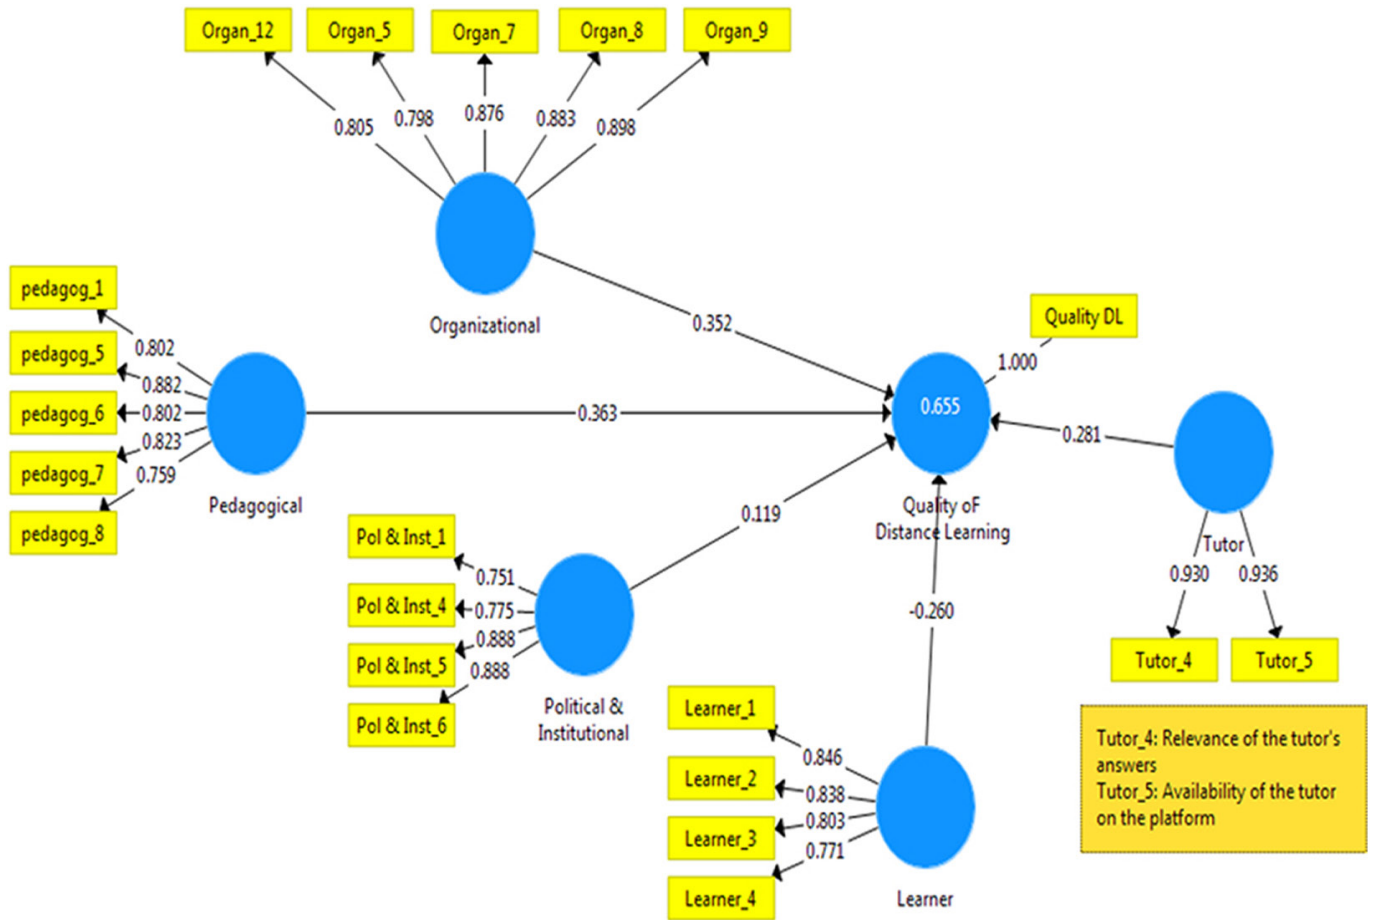 Organ_12
Organ_5
Organ_7
Organ_8
Organ_9
0.805
0.798
0.876
0.883
0.898
Organizational
pedagog_1
pedagog_5
pedagog_6
pedagog_7
pedagog_8
0.802
0.882
0.802
0.823
0.759
Pedagogical
0.352
0.363
0.119
-0.260
0.281
Quality DL
1.000
0.655
Quality oF
Distance Learning
Tutor
0.930
0.936
Tutor_4
Tutor_5
Pol & Inst_1
Pol & Inst_4
Pol & Inst_5
Pol & Inst_6
0.751
0.775
0.888
0.888
Political &
Institutional
Learner_1
Learner_2
Learner_3
Learner_4
0.846
0.838
0.803
0.771
Learner
Tutor_4: Relevance of the tutor's
answers
Tutor_5: Availability of the tutor
on the platform